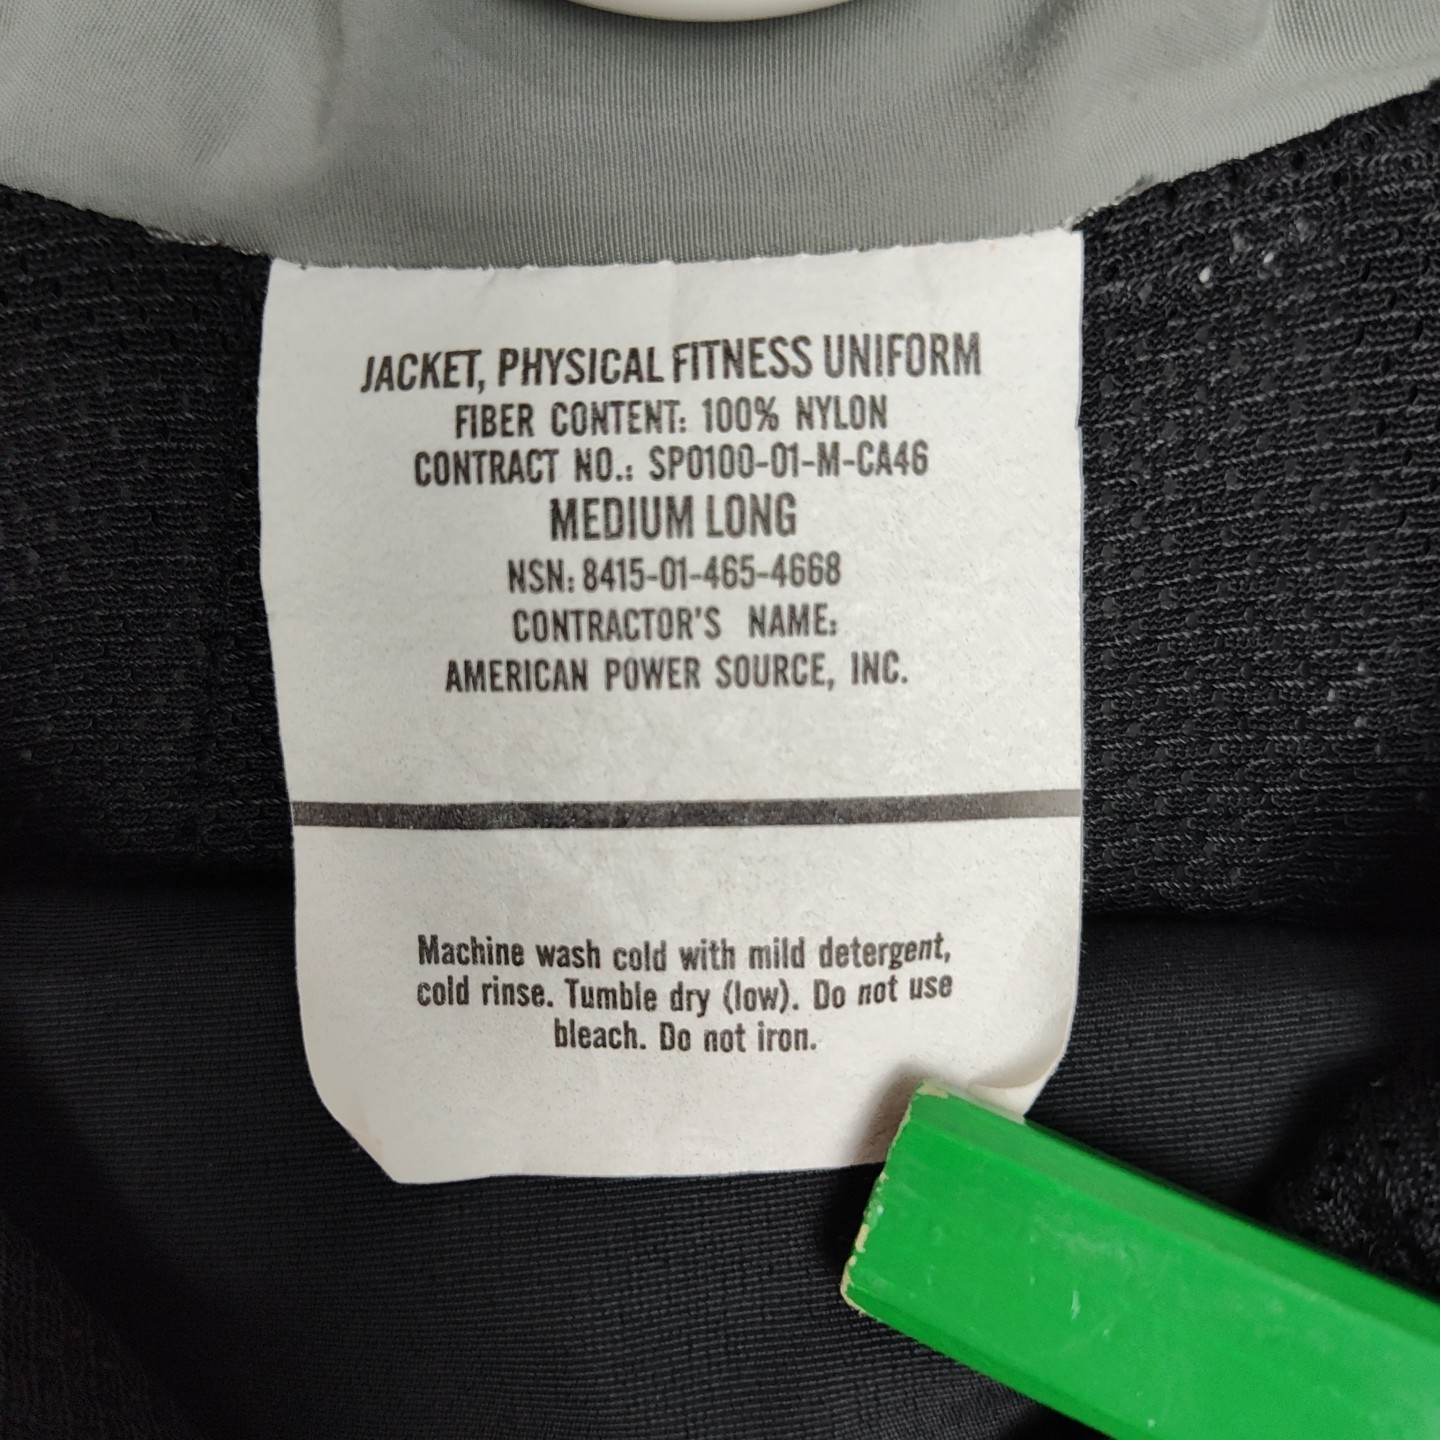 JACKET, PHYSICAL FITNESS UNIFORM
FIBER CONTENT: 100% NYLON
CONTRACT NO.: SP0100-01-M-CA46
MEDIUM LONG
NSN: 8415-01-465-4668
CONTRACTOR'S NAME:
AMERICAN POWER SOURCE, INC.
Machine wash cold with mild detergent,
cold rinse. Tumble dry (low). Do not use
bleach. Do not iron.